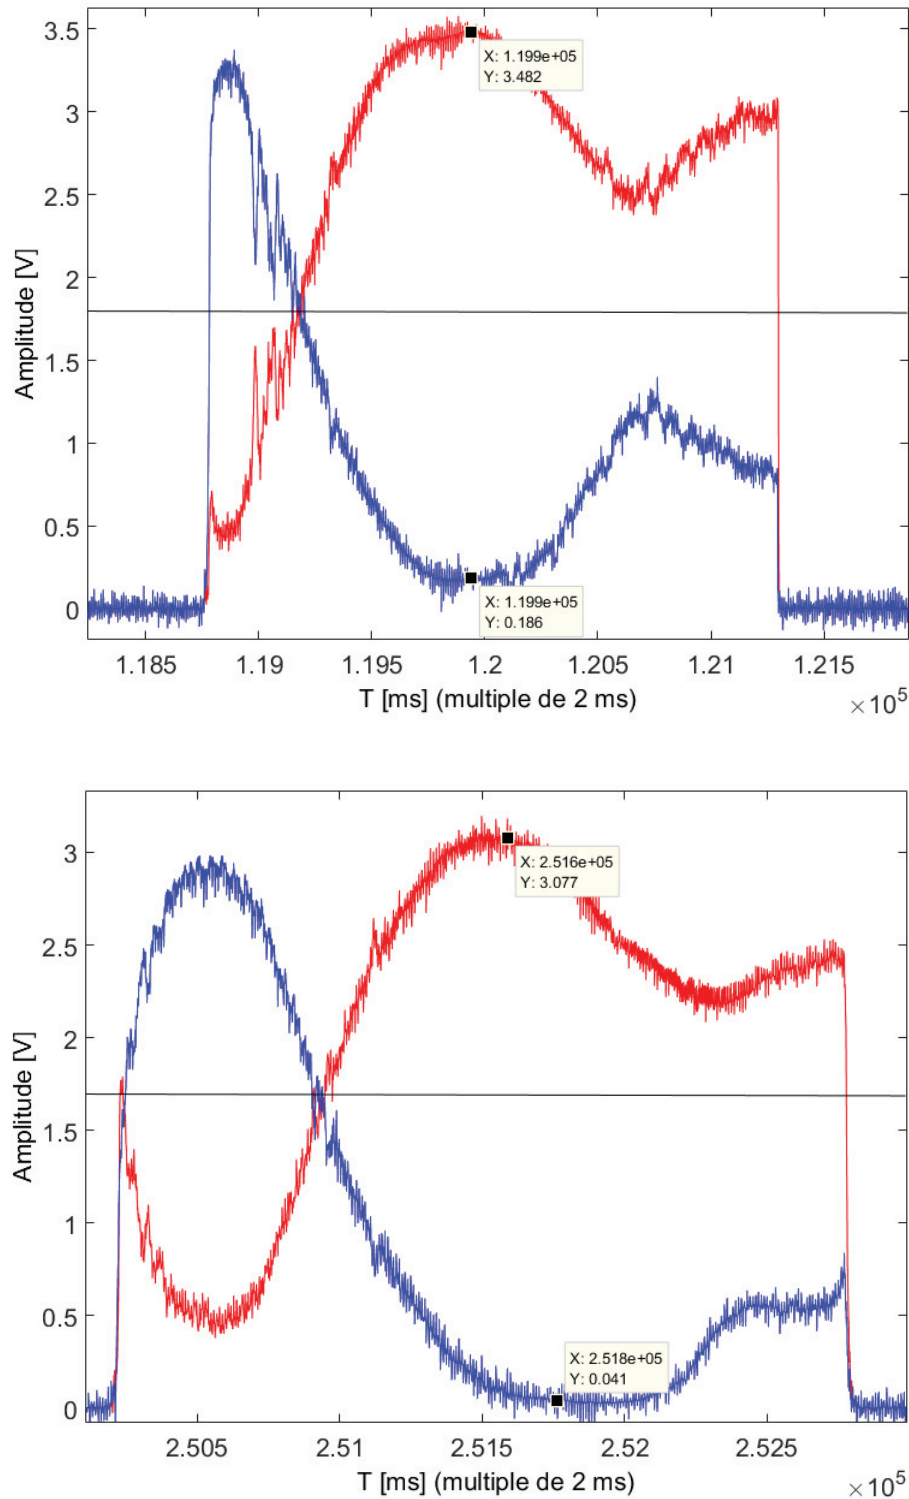 3.5
3
2.5
2
1.5
1
0.5
0
Amplitude [V]
X: 1.199e+05
Y: 3.482
X: 1.199e+05
Y: 0.186
1.185 1.19 1.195 1.2 1.205 1.21 1.215
T [ms] (multiple de 2 ms)
×10⁵
3
2.5
2
1.5
1
0.5
0
Amplitude [V]
X: 2.516e+05
Y: 3.077
X: 2.518e+05
Y: 0.041
2.505 2.51 2.515 2.52 2.525
T [ms] (multiple de 2 ms)
×10⁵